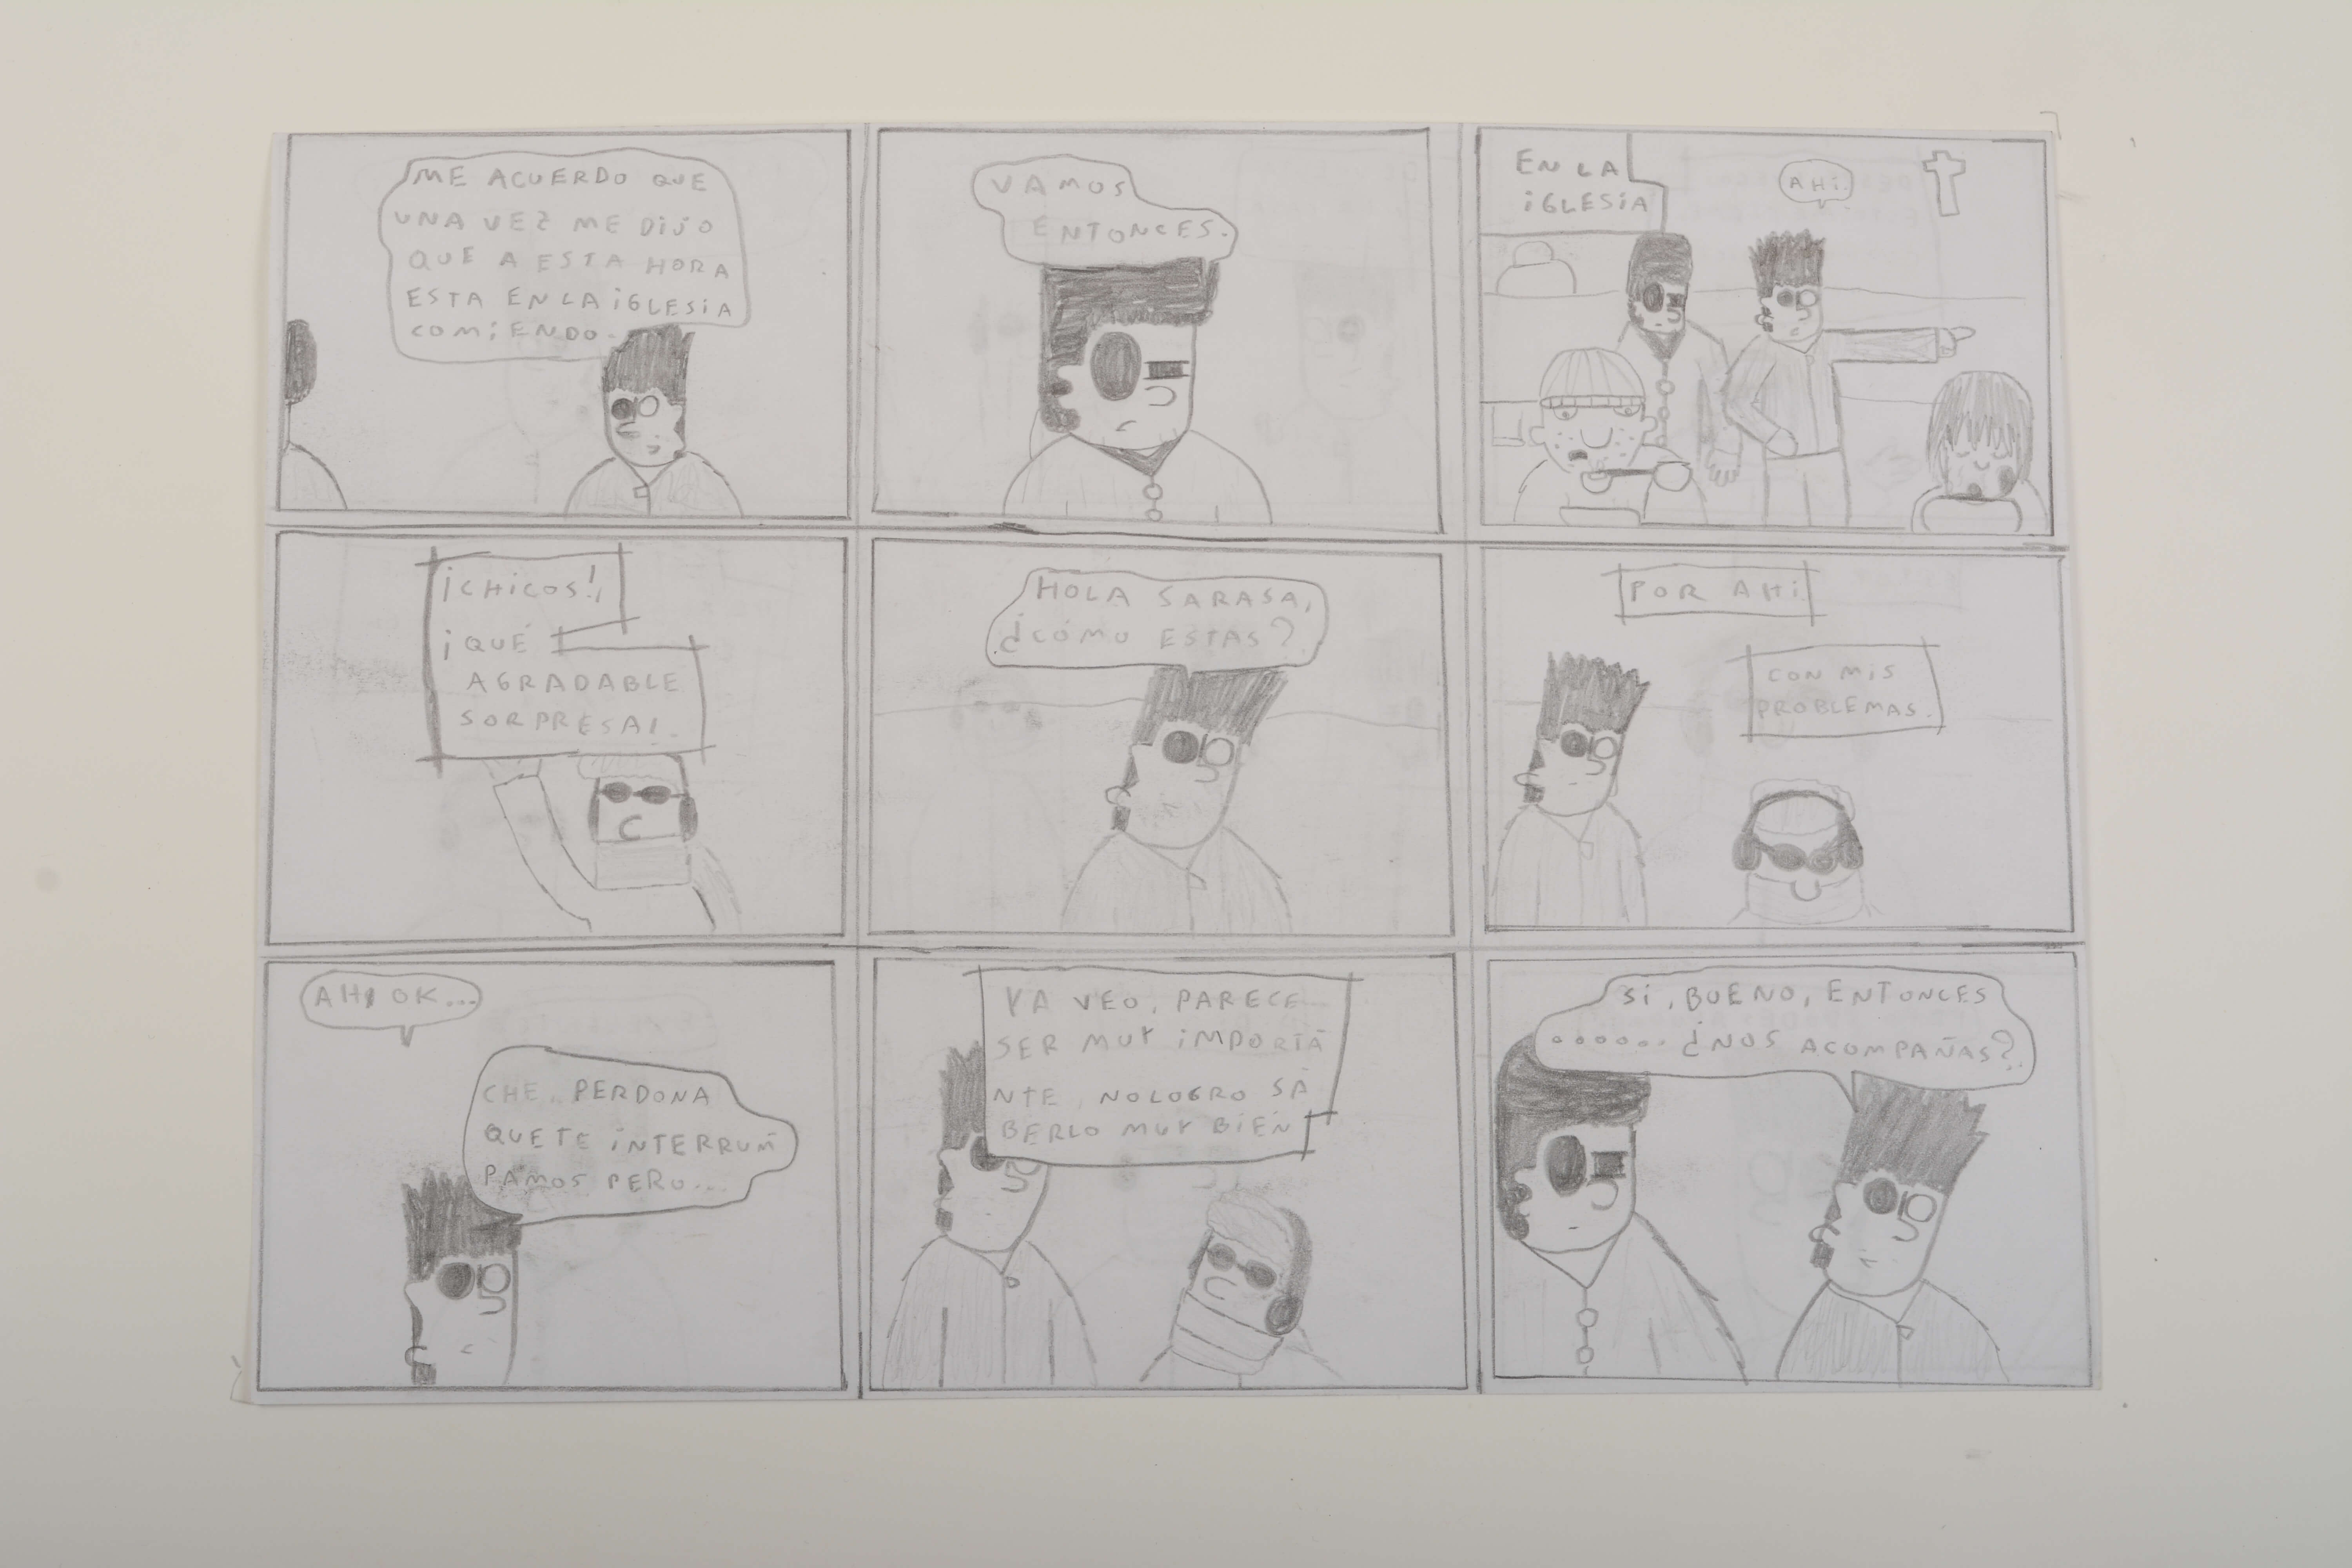 ME ACUERDO QUE
UNA VEZ ME DIJO
QUE A ESTA HORA
ESTA EN LA iGLESiA
COMiENDO.
VAMOS
ENTONCES.
EN LA
iGLESiA
AHi.
¡CHiCOS!,
¡QUÉ
AGRADABLE
SORPRESA!.
HOLA SARASA,
¿CÓMO ESTAS?
POR AHi
CON MiS
PROBLEMAS.
AH, OK...
CHE.. PERDONA
QUE TE iNTERRUM
PAMOS PERO...
YA VEO, PARECE
SER MUY iMPORTA
NTE, NO LOGRO SA
BERLO MUY BiEN
Si, BUENO, ENTONCES
...... ¿NOS ACOMPAÑAS?